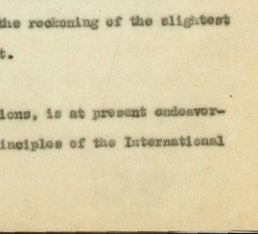 the reckoning of the slightest
t.
ions, is at present endeavor-
inciples of the International